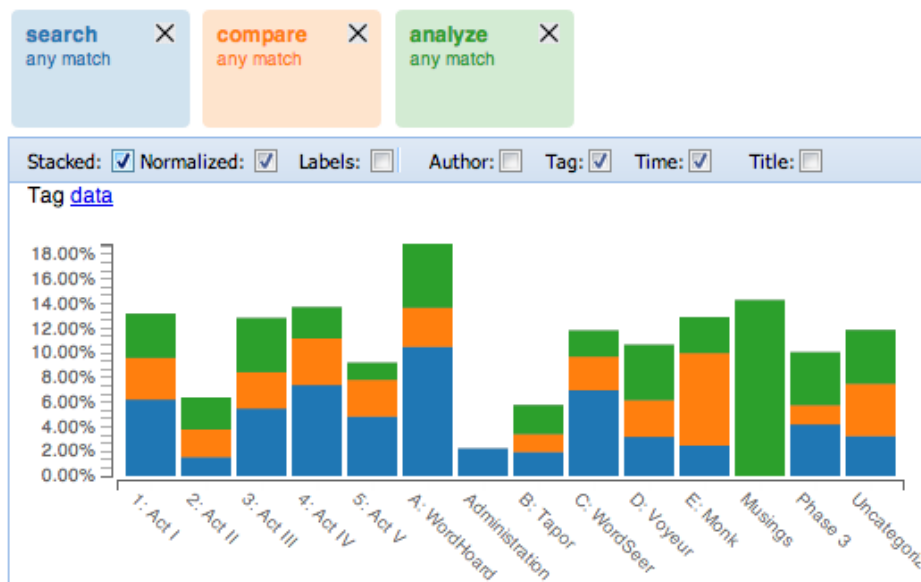 search compare analyze
any match any match any match
Stacked: Normalized: Labels: Author: Tag: Time: Title:
Tag data
18.00%
16.00%
14.00%
12.00%
10.00%
8.00%
6.00%
4.00%
2.00%
0.00%
1: Act I
2: Act II
3: Act III
4: Act IV
5: Act V
A: WordHoard
Administration
B: Tapor
C: WordSeer
D: Voyeur
E: Monk
Musings
Phase 3
Uncategoriz